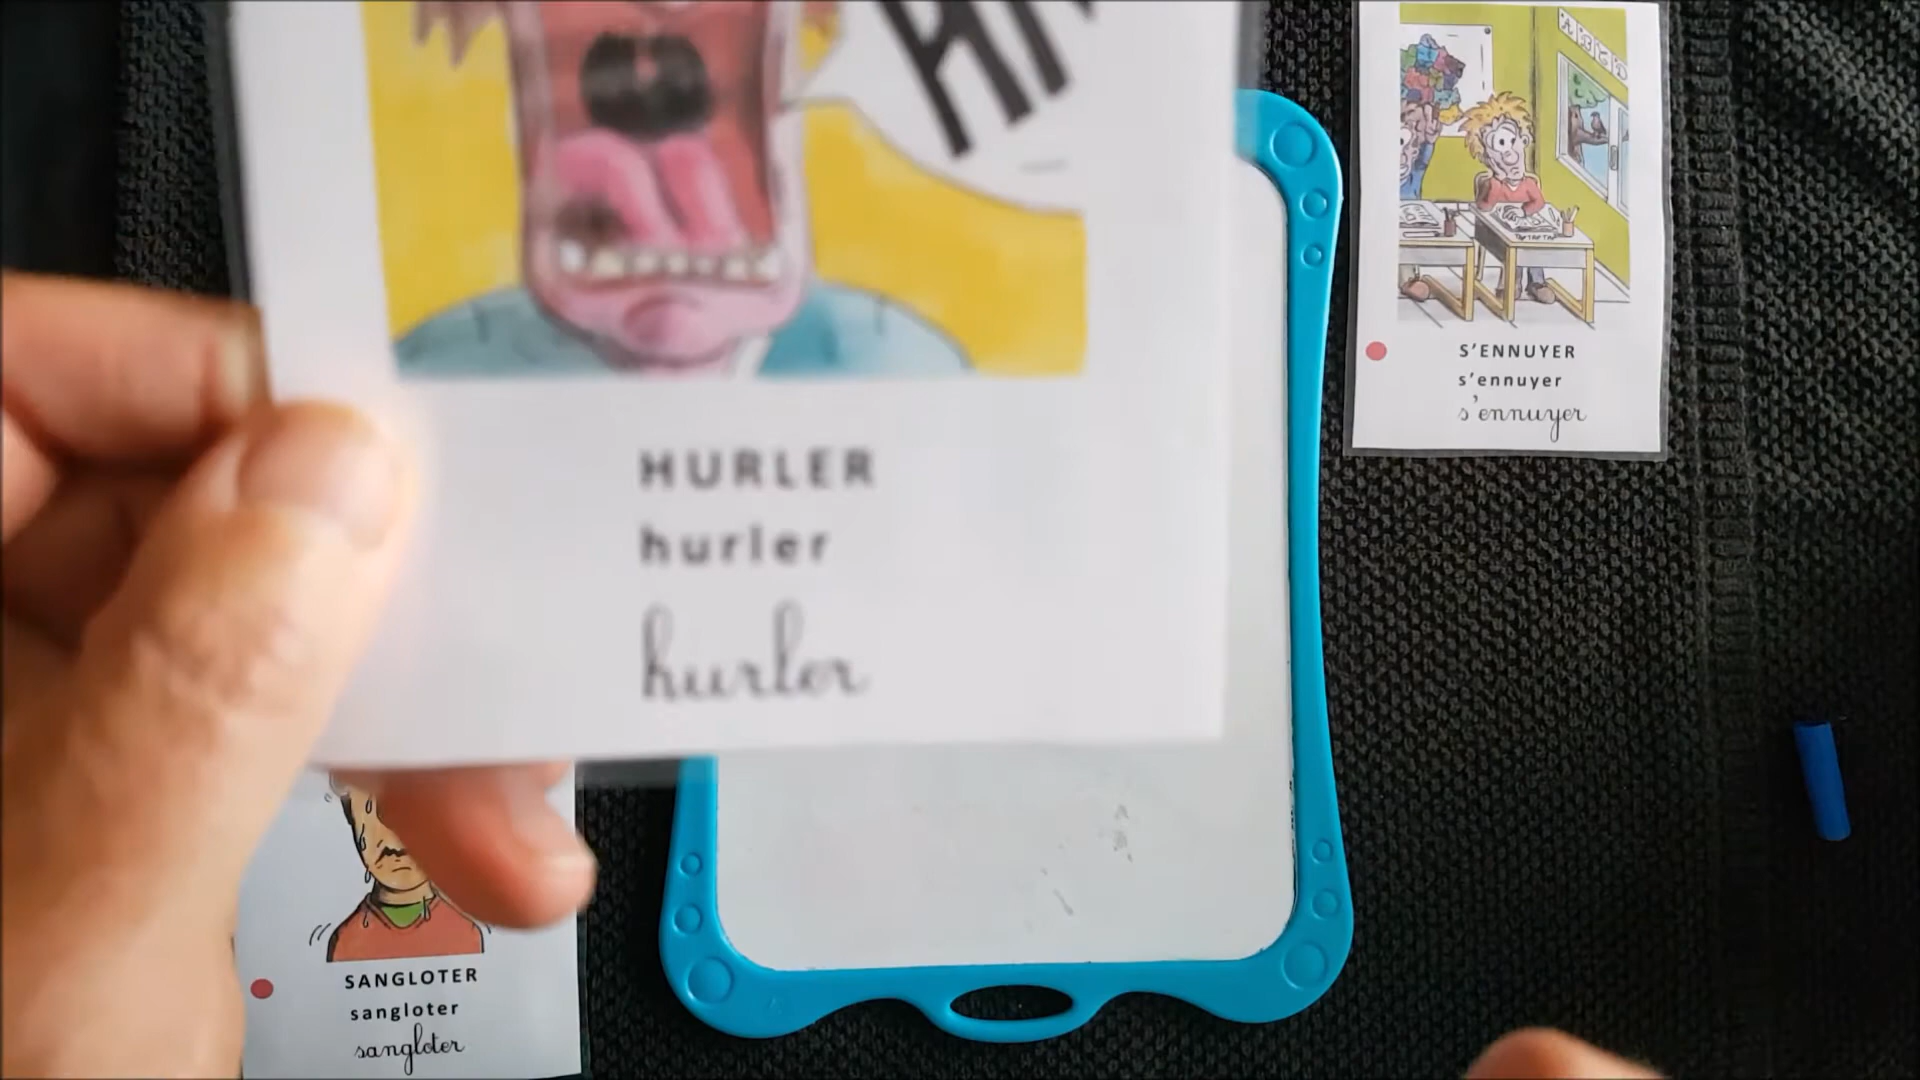 HURLER
hurler
hurler
A B C D
S'ENNUYER
s'ennuyer
s'ennuyer
SANGLOTER
sangloter
sangloter